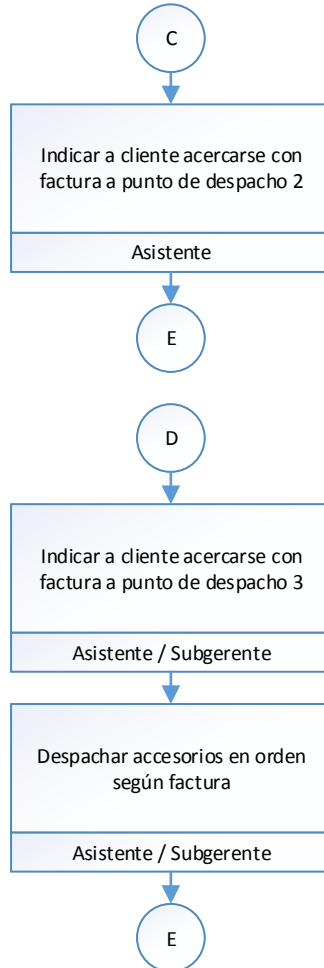 C
Indicar a cliente acercarse con
factura a punto de despacho 2
Asistente
E
D
Indicar a cliente acercarse con
factura a punto de despacho 3
Asistente / Subgerente
Despachar accesorios en orden
según factura
Asistente / Subgerente
E